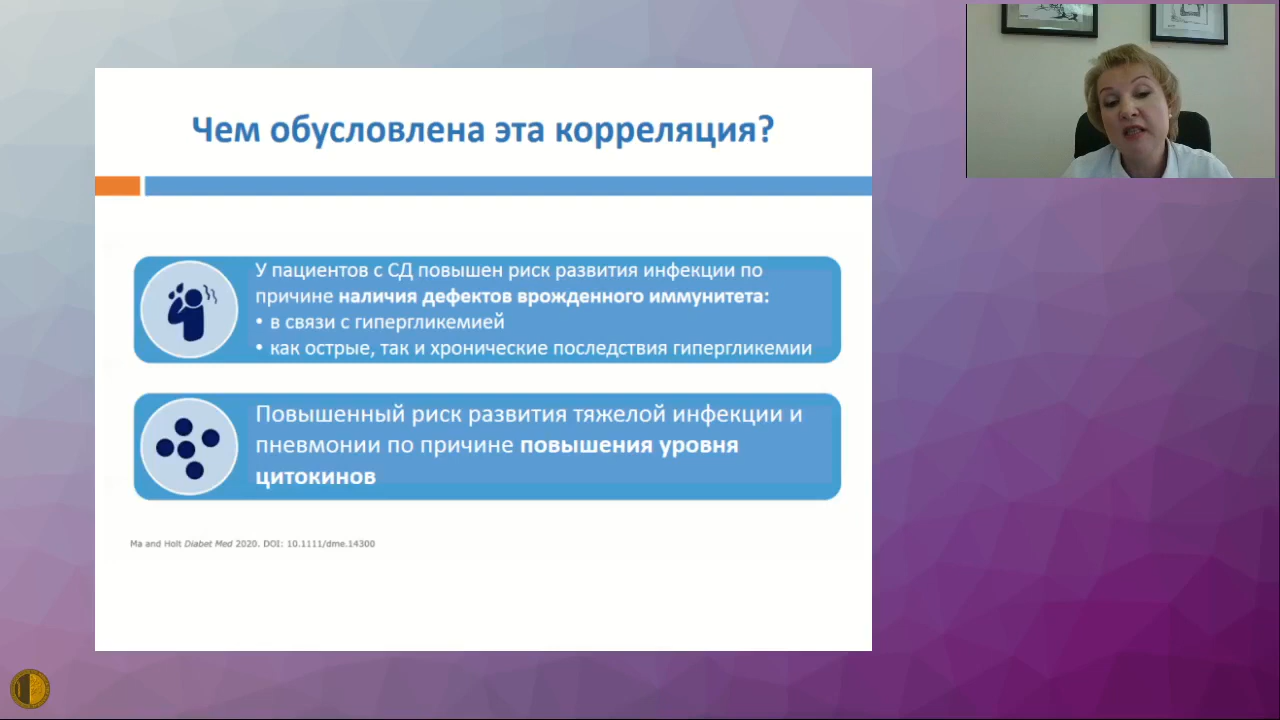 Чем обусловлена эта корреляция?
У пациентов с СД повышен риск развития инфекции по
причине наличия дефектов врожденного иммунитета:
• в связи с гипергликемией
• как острые, так и хронические последствия гипергликемии
Повышенный риск развития тяжелой инфекции и
пневмонии по причине повышения уровня
цитокинов
Ma and Holt Diabet Med 2020. DOI: 10.1111/dme.14300